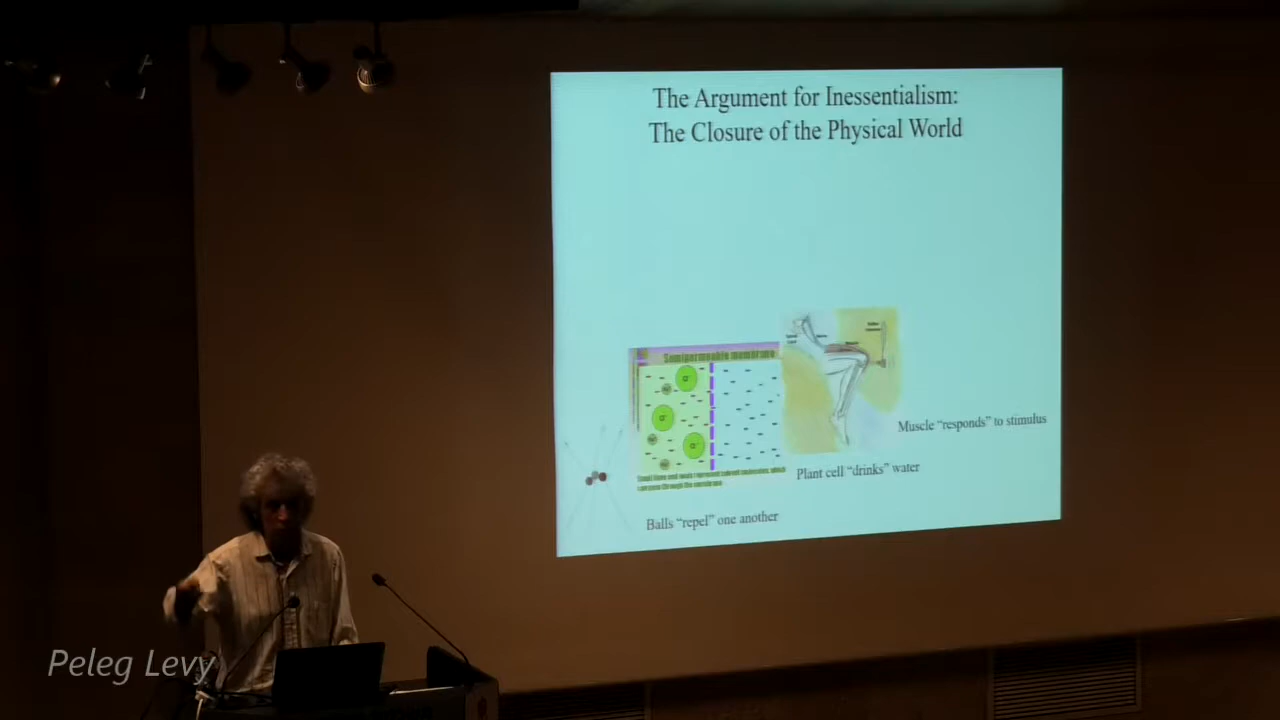 The Argument for Inessentialism:
The Closure of the Physical World
Semipermeable membrane
Muscle "responds" to stimulus
Plant cell "drinks" water
Balls "repel" one another
Peleg Levy